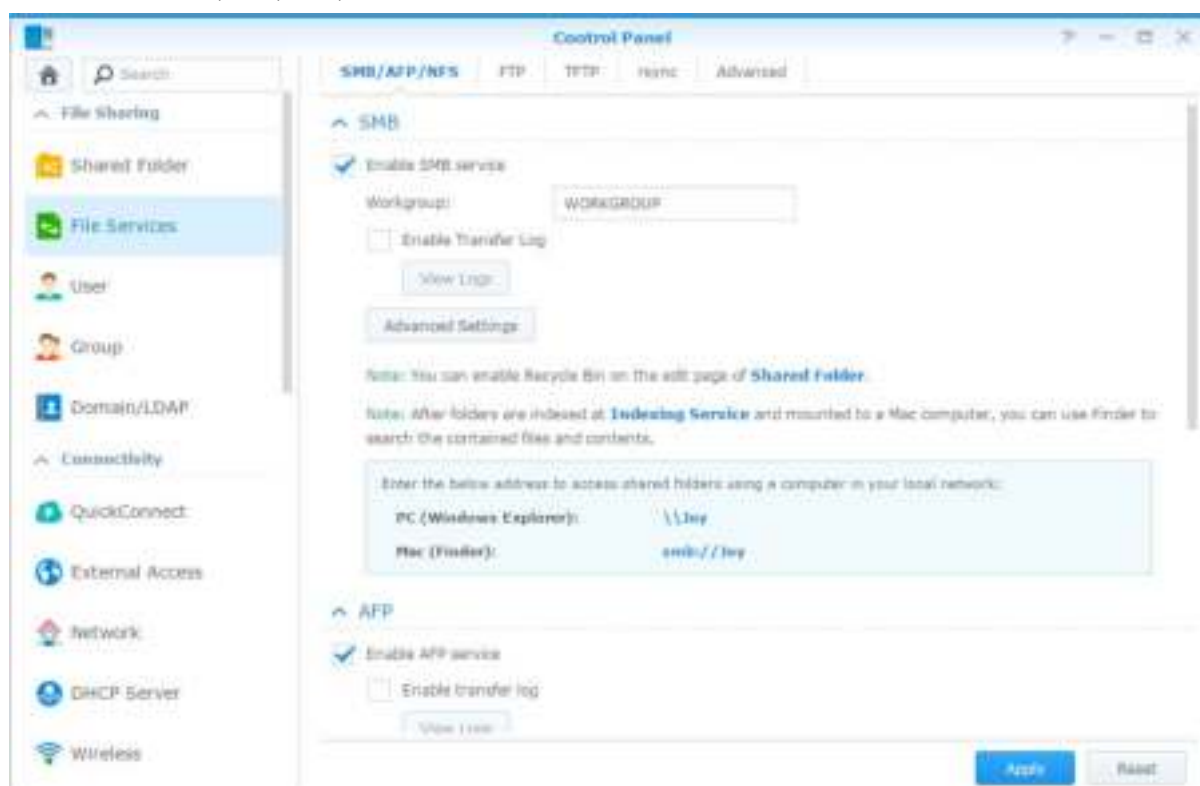 Control Panel
Search
SMB/AFP/NFS FTP TFTP rsync Advanced
File Sharing
Shared Folder
File Services
User
Group
Domain/LDAP
Connectivity
QuickConnect
External Access
Network
DHCP Server
Wireless
SMB
Enable SMB service
Workgroup: WORKGROUP
Enable Transfer Log
View Logs
Advanced Settings
Note: You can enable Recycle Bin on the edit page of Shared Folder.
Note: After folders are indexed at Indexing Service and mounted to a Mac computer, you can use Finder to
search the contained files and contents.
Enter the below address to access shared folders using a computer in your local network:
PC (Windows Explorer): \\Joy
Mac (Finder): smb://Joy
AFP
Enable AFP service
Enable transfer log
View Logs
Apply Reset